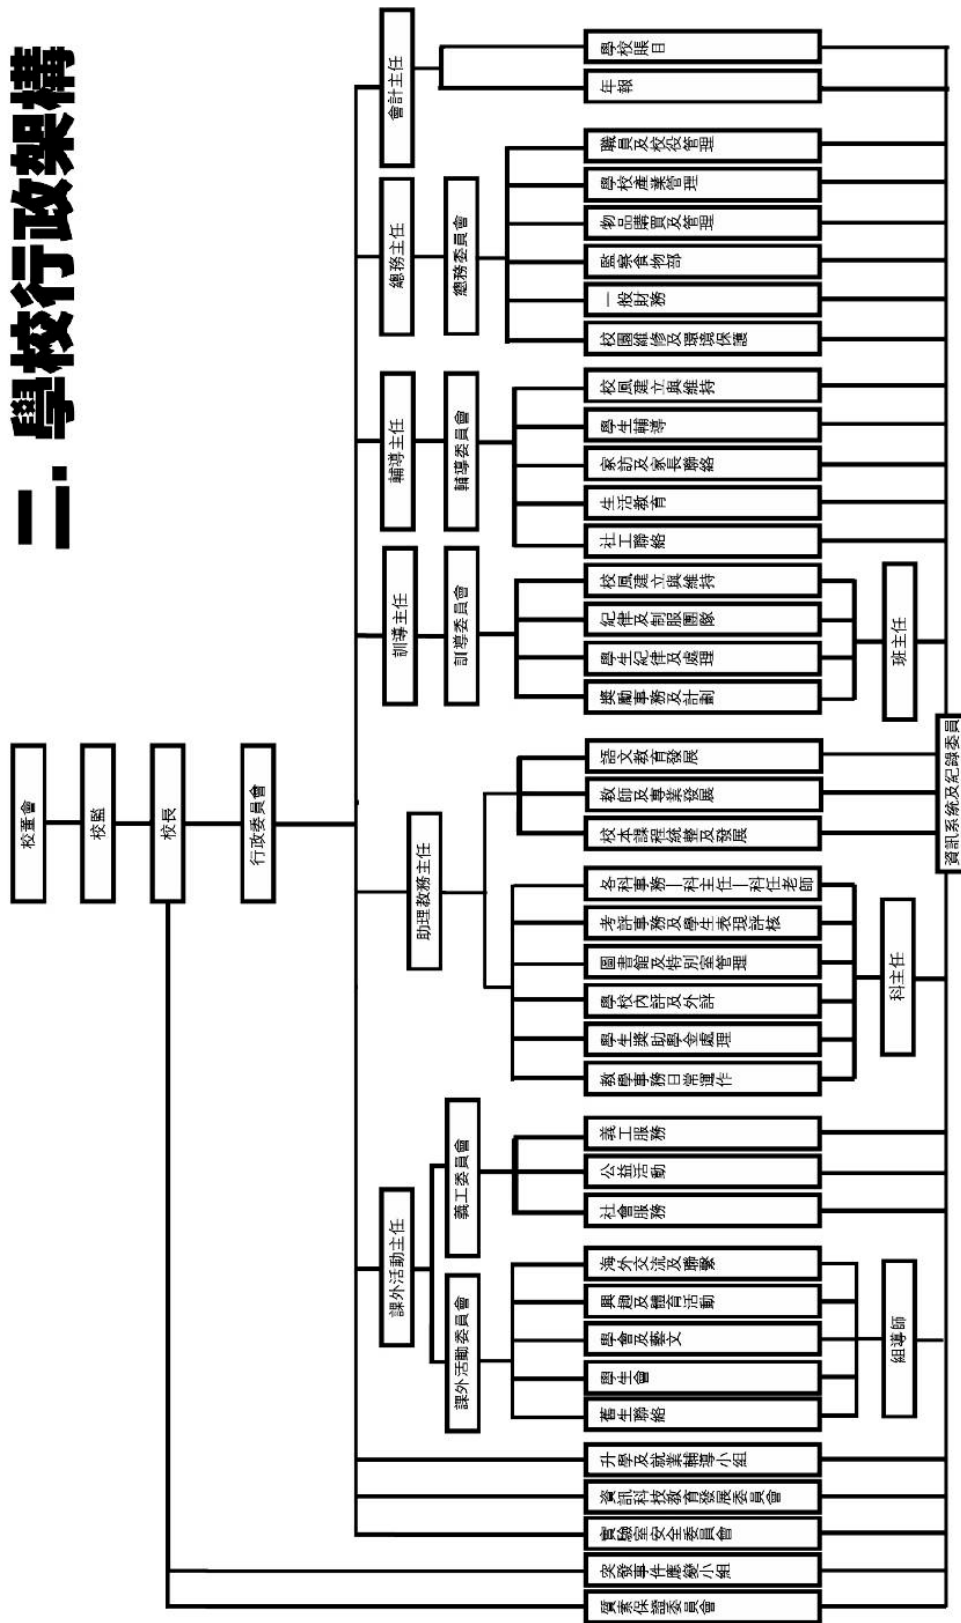 二. 學校行政架構
校董會
校監
校長
行政委員會
課外活動主任
助理教務主任
訓導主任
輔導主任
總務主任
會計主任
課外活動委員會
義工委員會
訓導委員會
輔導委員會
總務委員會
質素保證委員會
突發事件應變小組
實驗室安全委員會
資訊科技教育發展委員會
升學及就業輔導小組
舊生聯絡
學生會
學會及藝文
興趣及體育活動
海外交流及聯繫
社會服務
公益活動
義工服務
教學事務日常運作
學生獎助學金處理
學校內評及外評
圖書館及特別室管理
考評事務及學生表現評核
各科事務—科主任—科任老師
校本課程統整及發展
教師及專業發展
語文教育發展
獎勵事務及計劃
學生紀律及處理
紀律及制服團隊
校風建立與維持
社工聯絡
生活教育
家訪及家長聯絡
學生輔導
校風建立與維持
校園維修及環境保護
一般財務
監察食物部
物品購買及管理
學校產業管理
職員及校役管理
年報
學校賬目
組導師
科主任
班主任
資訊系統及紀錄委員